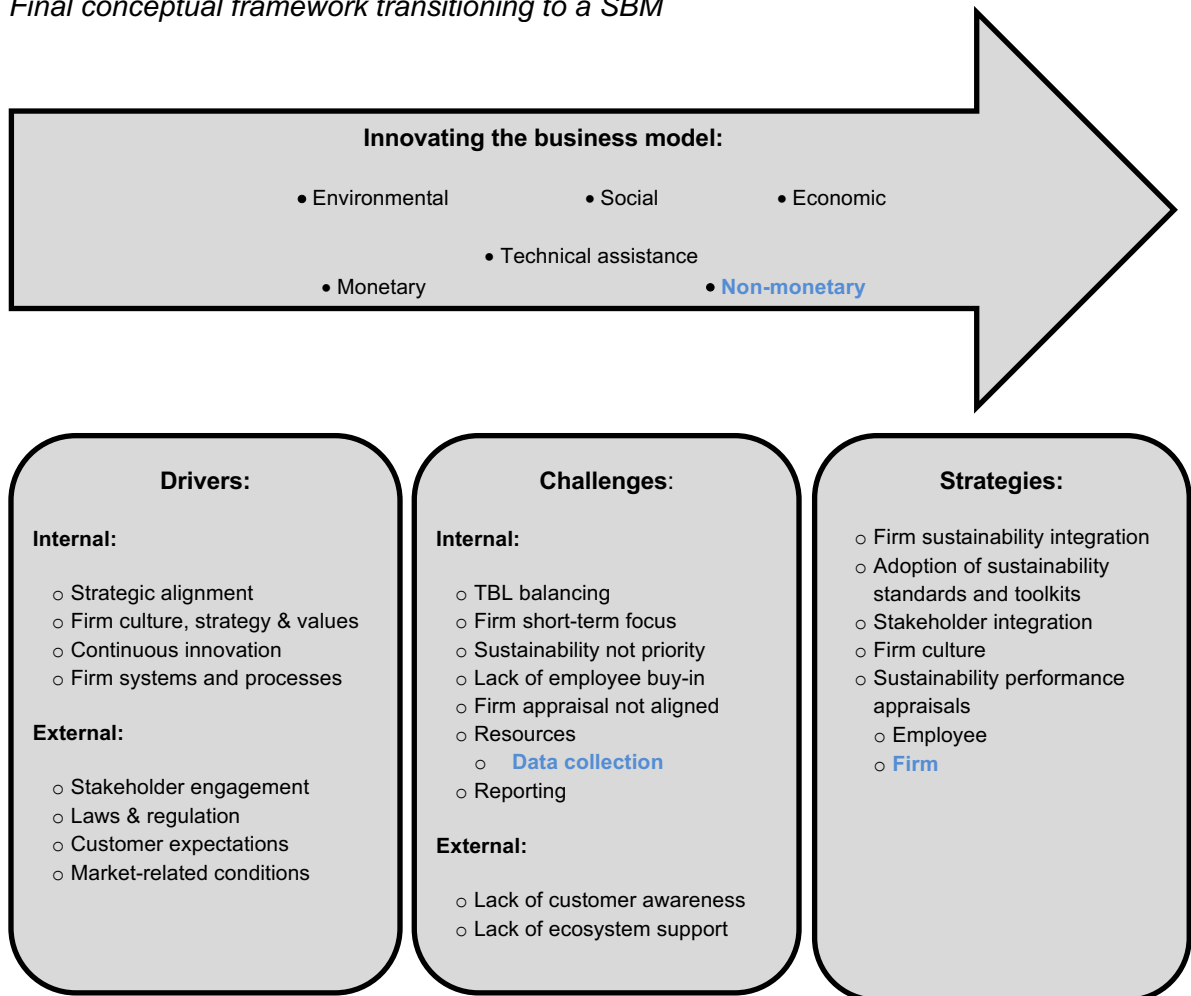 Final conceptual framework transitioning to a SBM
Innovating the business model:
• Environmental • Social • Economic
• Technical assistance
• Monetary • Non-monetary
Drivers:
Internal:
○ Strategic alignment
○ Firm culture, strategy & values
○ Continuous innovation
○ Firm systems and processes
External:
○ Stakeholder engagement
○ Laws & regulation
○ Customer expectations
○ Market-related conditions
Challenges:
Internal:
○ TBL balancing
○ Firm short-term focus
○ Sustainability not priority
○ Lack of employee buy-in
○ Firm appraisal not aligned
○ Resources
○ Data collection
○ Reporting
External:
○ Lack of customer awareness
○ Lack of ecosystem support
Strategies:
○ Firm sustainability integration
○ Adoption of sustainability
standards and toolkits
○ Stakeholder integration
○ Firm culture
○ Sustainability performance
appraisals
○ Employee
○ Firm